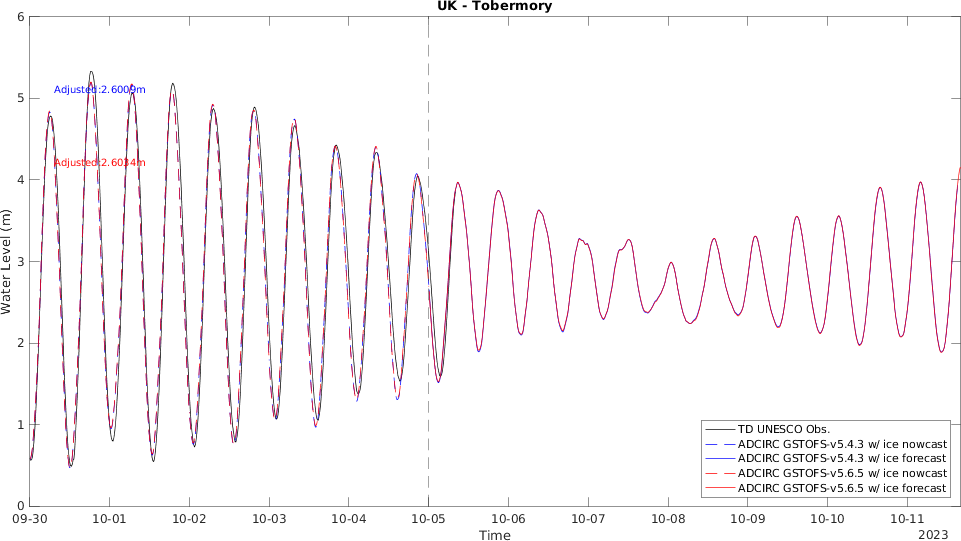 UK - Tobermory
6
5
4
3
2
1
0
Water Level (m)
Adjusted:2.6009m
Adjusted:2.6034m
TD UNESCO Obs.
ADCIRC GSTOFS-v5.4.3 w/ ice nowcast
ADCIRC GSTOFS-v5.4.3 w/ ice forecast
ADCIRC GSTOFS-v5.6.5 w/ ice nowcast
ADCIRC GSTOFS-v5.6.5 w/ ice forecast
09-30 10-01 10-02 10-03 10-04 10-05 10-06 10-07 10-08 10-09 10-10 10-11
Time
2023